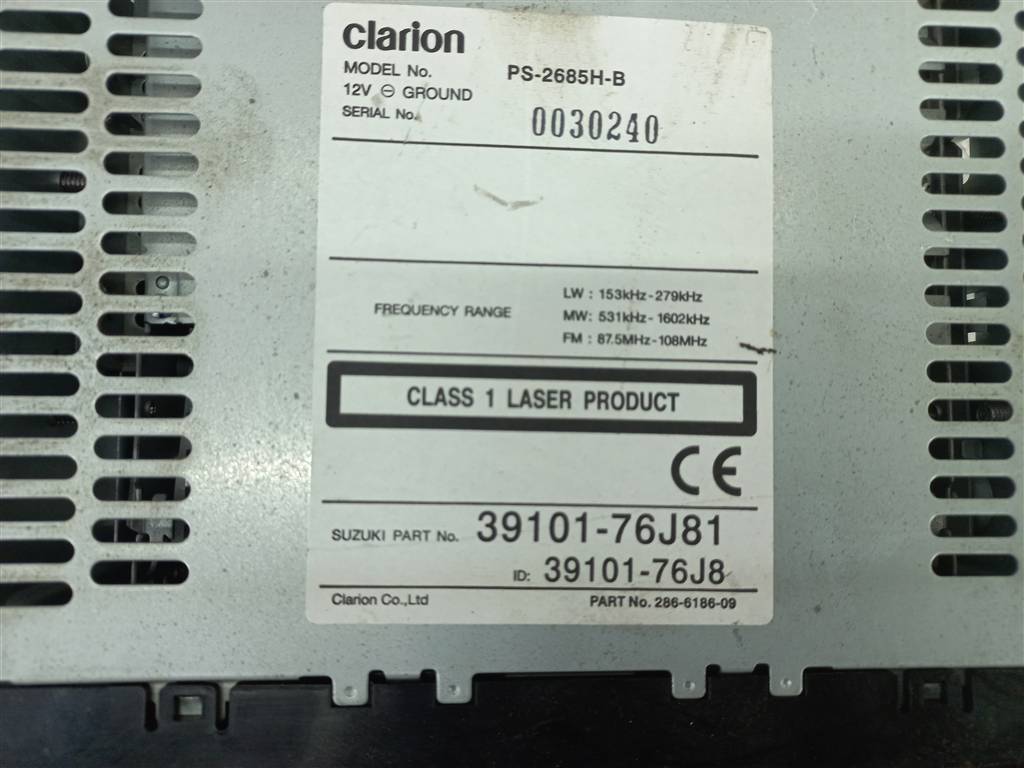 clarion
MODEL No. PS-2685H-B
12V ⊖ GROUND
SERIAL No. 0030240
FREQUENCY RANGE
LW : 153kHz-279kHz
MW: 531kHz-1602kHz
FM : 87.5MHz-108MHz
CLASS 1 LASER PRODUCT
CE
SUZUKI PART No. 39101-76J81
ID: 39101-76J8
Clarion Co.,Ltd PART No. 286-6186-09